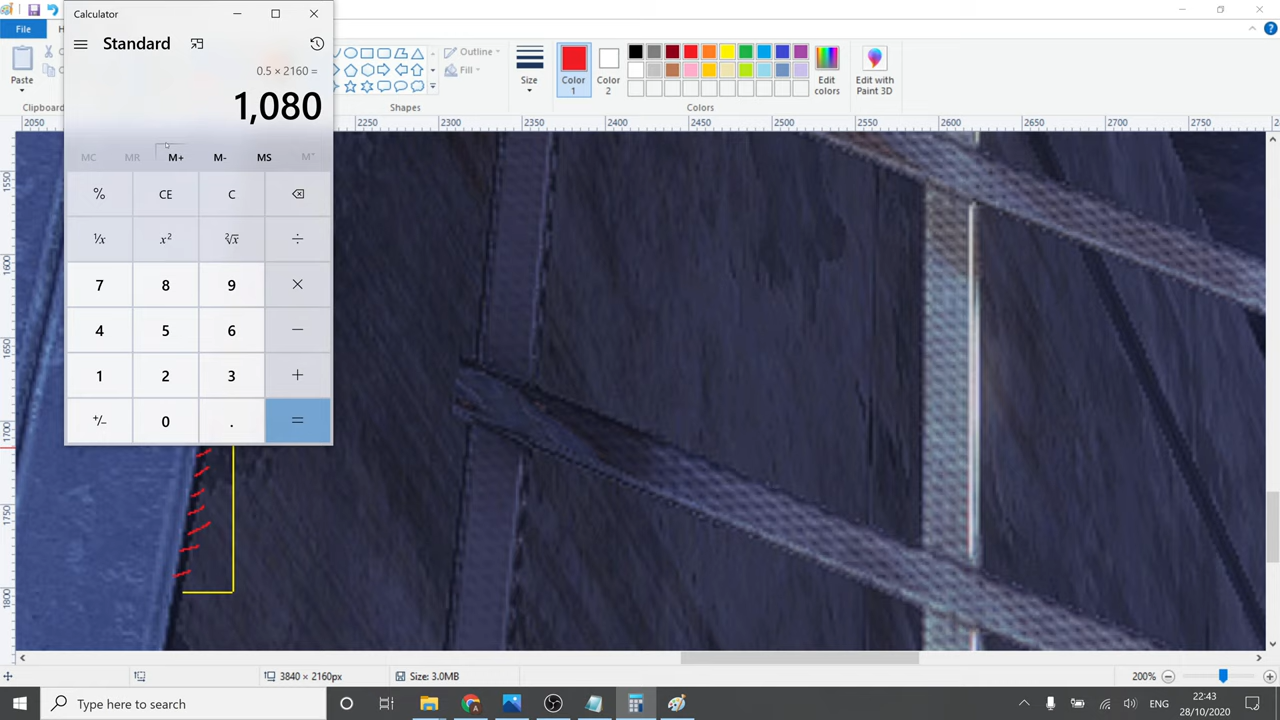 Calculator
File
H
Standard
0.5 × 2160 =
1,080
MC MR M+ M- MS
% CE C
¹/x x² ²√x ÷
7 8 9 ×
4 5 6 −
1 2 3 +
+/- 0 . =
Paste
Clipboard
Outline
Fill
Shapes
Size
Color 1
Color 2
Edit colors
Colors
Edit with Paint 3D
2050 2250 2300 2350 2400 2450 2500 2550 2600 2650 2700 2750
1550
1600
1650
1700
1750
1800
3840 × 2160px
Size: 3.0MB
200%
Type here to search
22:43
28/10/2020